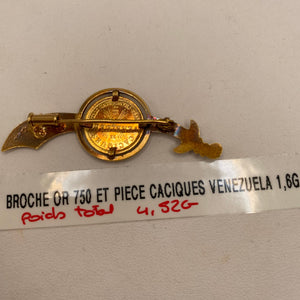 BROCHE OR 750 ET PIECE CACIQUES VENEZUELA 1,6G
Poids total 4,52G